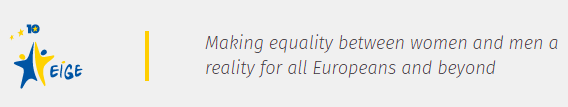 10
EIGE
Making equality between women and men a
reality for all Europeans and beyond